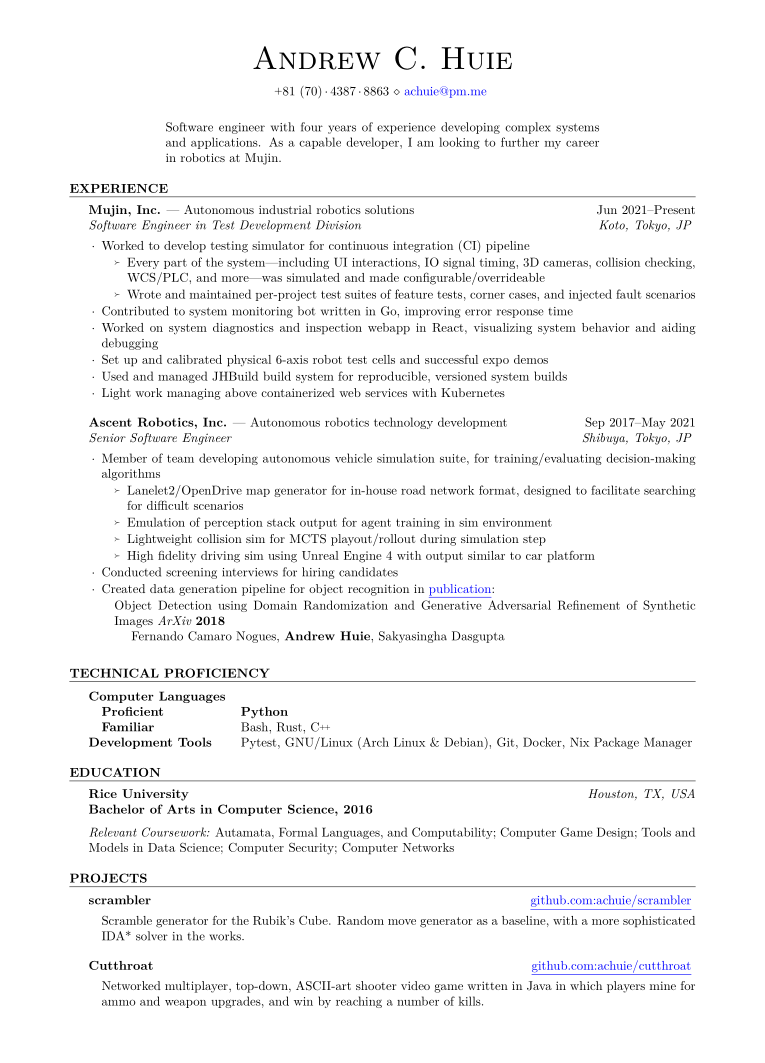 Andrew C. Huie
+81 (70) · 4387 · 8863 ⋄ achuie@pm.me
Software engineer with four years of experience developing complex systems
and applications. As a capable developer, I am looking to further my career
in robotics at Mujin.
EXPERIENCE
Mujin, Inc. — Autonomous industrial robotics solutions Jun 2021–Present
Software Engineer in Test Development Division Koto, Tokyo, JP
· Worked to develop testing simulator for continuous integration (CI) pipeline
➢ Every part of the system—including UI interactions, IO signal timing, 3D cameras, collision checking,
WCS/PLC, and more—was simulated and made configurable/overrideable
➢ Wrote and maintained per-project test suites of feature tests, corner cases, and injected fault scenarios
· Contributed to system monitoring bot written in Go, improving error response time
· Worked on system diagnostics and inspection webapp in React, visualizing system behavior and aiding
debugging
· Set up and calibrated physical 6-axis robot test cells and successful expo demos
· Used and managed JHBuild build system for reproducible, versioned system builds
· Light work managing above containerized web services with Kubernetes
Ascent Robotics, Inc. — Autonomous robotics technology development Sep 2017–May 2021
Senior Software Engineer Shibuya, Tokyo, JP
· Member of team developing autonomous vehicle simulation suite, for training/evaluating decision-making
algorithms
➢ Lanelet2/OpenDrive map generator for in-house road network format, designed to facilitate searching
for difficult scenarios
➢ Emulation of perception stack output for agent training in sim environment
➢ Lightweight collision sim for MCTS playout/rollout during simulation step
➢ High fidelity driving sim using Unreal Engine 4 with output similar to car platform
· Conducted screening interviews for hiring candidates
· Created data generation pipeline for object recognition in publication:
Object Detection using Domain Randomization and Generative Adversarial Refinement of Synthetic
Images ArXiv 2018
Fernando Camaro Nogues, Andrew Huie, Sakyasingha Dasgupta
TECHNICAL PROFICIENCY
Computer Languages
Proficient Python
Familiar Bash, Rust, C++
Development Tools Pytest, GNU/Linux (Arch Linux & Debian), Git, Docker, Nix Package Manager
EDUCATION
Rice University Houston, TX, USA
Bachelor of Arts in Computer Science, 2016
Relevant Coursework: Autamata, Formal Languages, and Computability; Computer Game Design; Tools and
Models in Data Science; Computer Security; Computer Networks
PROJECTS
scrambler github.com:achuie/scrambler
Scramble generator for the Rubik's Cube. Random move generator as a baseline, with a more sophisticated
IDA* solver in the works.
Cutthroat github.com:achuie/cutthroat
Networked multiplayer, top-down, ASCII-art shooter video game written in Java in which players mine for
ammo and weapon upgrades, and win by reaching a number of kills.